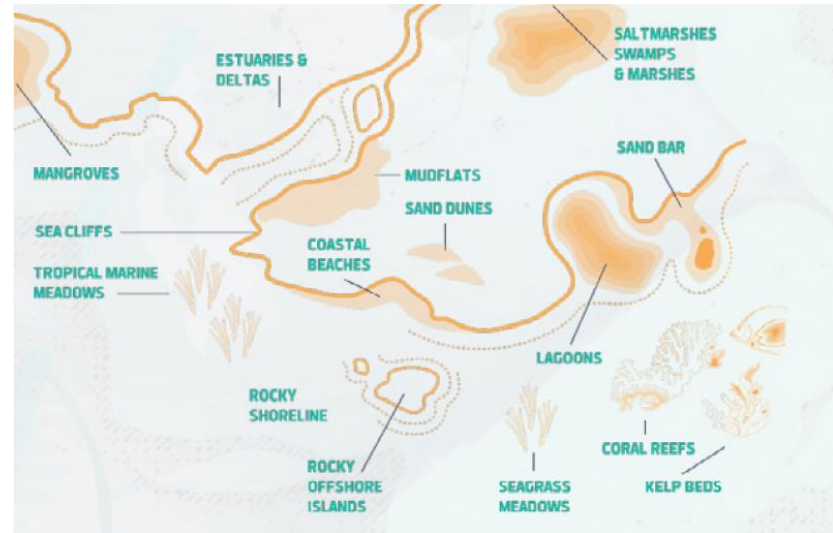 SALTMARSHES
SWAMPS
& MARSHES
ESTUARIES &
DELTAS
SAND BAR
MANGROVES
MUDFLATS
SAND DUNES
SEA CLIFFS
COASTAL
BEACHES
TROPICAL MARINE
MEADOWS
LAGOONS
ROCKY
SHORELINE
CORAL REEFS
ROCKY
OFFSHORE
ISLANDS
SEAGRASS
MEADOWS
KELP BEDS